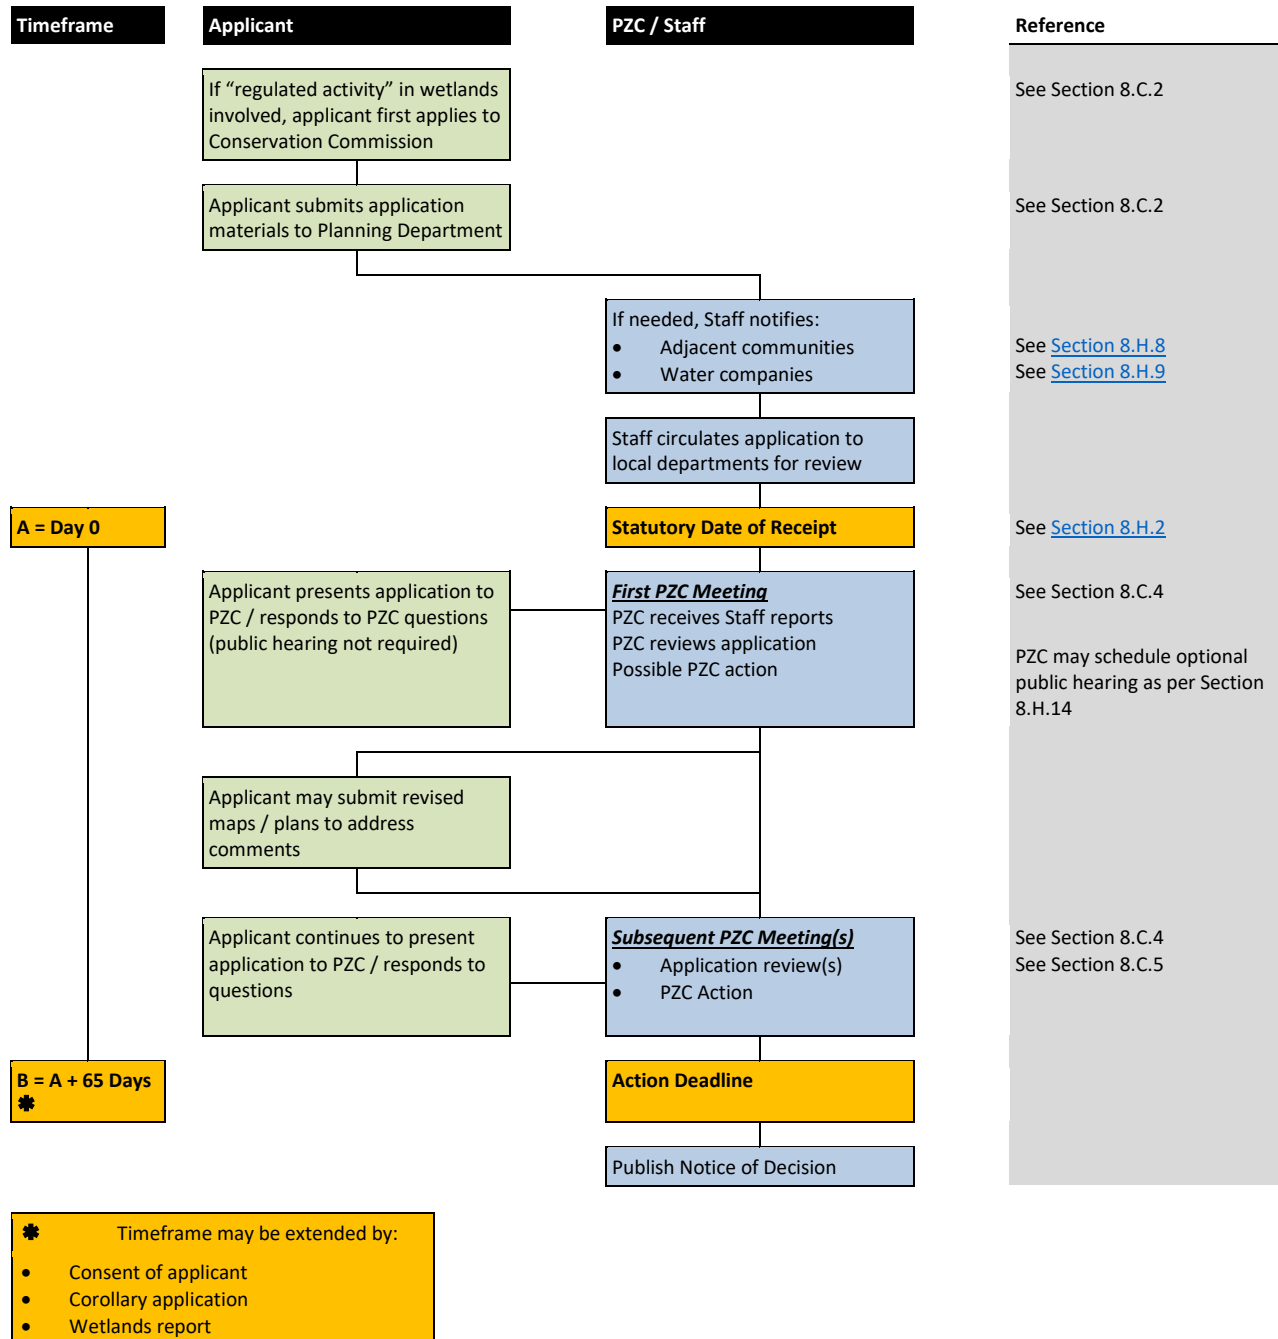 Timeframe
Applicant
PZC / Staff
Reference
If “regulated activity” in wetlands
involved, applicant first applies to
Conservation Commission
See Section 8.C.2
Applicant submits application
materials to Planning Department
See Section 8.C.2
If needed, Staff notifies:
• Adjacent communities
• Water companies
See Section 8.H.8
See Section 8.H.9
Staff circulates application to
local departments for review
A = Day 0
Statutory Date of Receipt
See Section 8.H.2
Applicant presents application to
PZC / responds to PZC questions
(public hearing not required)
First PZC Meeting
PZC receives Staff reports
PZC reviews application
Possible PZC action
See Section 8.C.4
PZC may schedule optional
public hearing as per Section
8.H.14
Applicant may submit revised
maps / plans to address
comments
Applicant continues to present
application to PZC / responds to
questions
Subsequent PZC Meeting(s)
• Application review(s)
• PZC Action
See Section 8.C.4
See Section 8.C.5
B = A + 65 Days
✱
Action Deadline
Publish Notice of Decision
✱ Timeframe may be extended by:
• Consent of applicant
• Corollary application
• Wetlands report